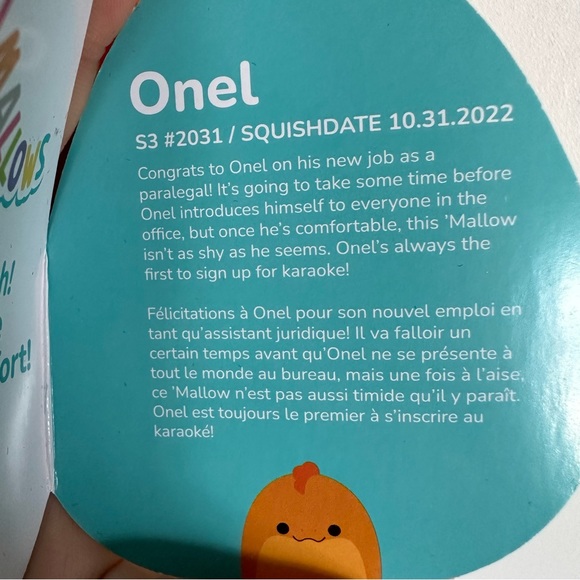 Onel
S3 #2031 / SQUISHDATE 10.31.2022
Congrats to Onel on his new job as a
paralegal! It's going to take some time before
Onel introduces himself to everyone in the
office, but once he's comfortable, this 'Mallow
isn't as shy as he seems. Onel's always the
first to sign up for karaoke!
Félicitations à Onel pour son nouvel emploi en
tant qu'assistant juridique! Il va falloir un
certain temps avant qu'Onel ne se présente à
tout le monde au bureau, mais une fois à l'aise,
ce 'Mallow n'est pas aussi timide qu'il y paraît.
Onel est toujours le premier à s'inscrire au
karaoké!